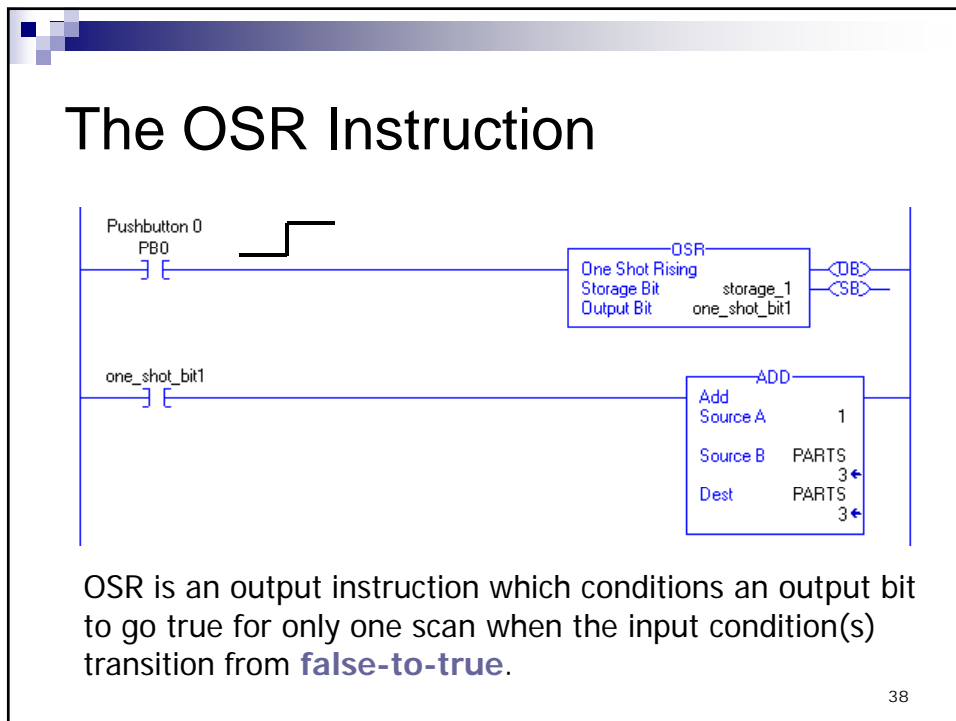 The OSR Instruction
Pushbutton 0
PB0
OSR
One Shot Rising
Storage Bit storage_1
Output Bit one_shot_bit1
OB
SB
one_shot_bit1
ADD
Add
Source A 1
Source B PARTS
3
Dest PARTS
3
OSR is an output instruction which conditions an output bit
to go true for only one scan when the input condition(s)
transition from false-to-true.
38